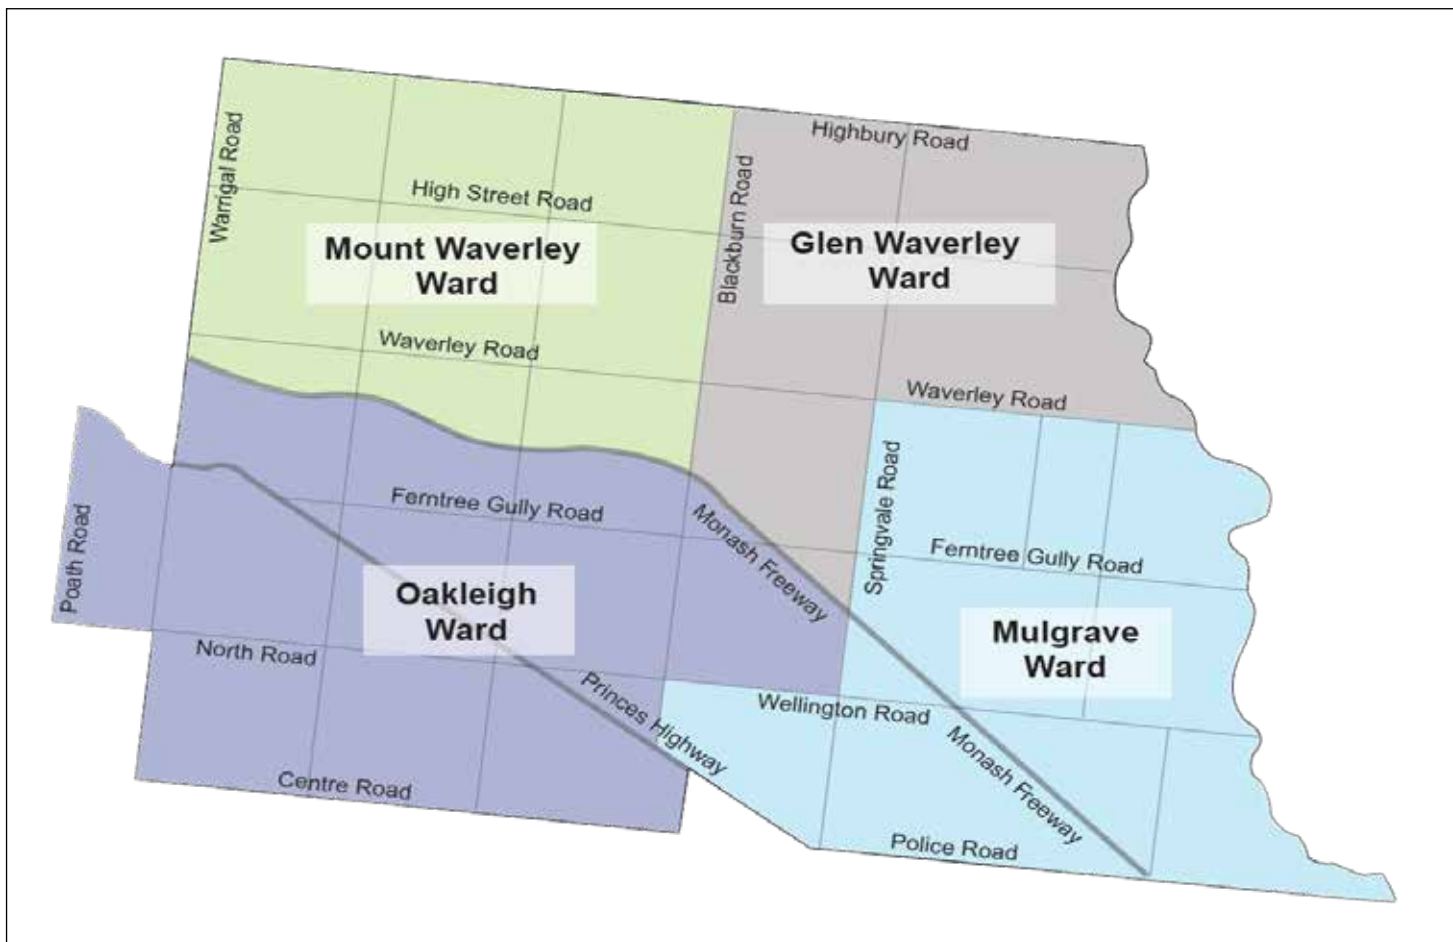 Highbury Road
Warrigal Road
High Street Road
Blackburn Road
Mount Waverley
Ward
Glen Waverley
Ward
Waverley Road
Waverley Road
Springvale Road
Ferntree Gully Road
Monash Freeway
Ferntree Gully Road
Poath Road
Oakleigh
Ward
Mulgrave
Ward
North Road
Princes Highway
Wellington Road
Monash Freeway
Centre Road
Police Road